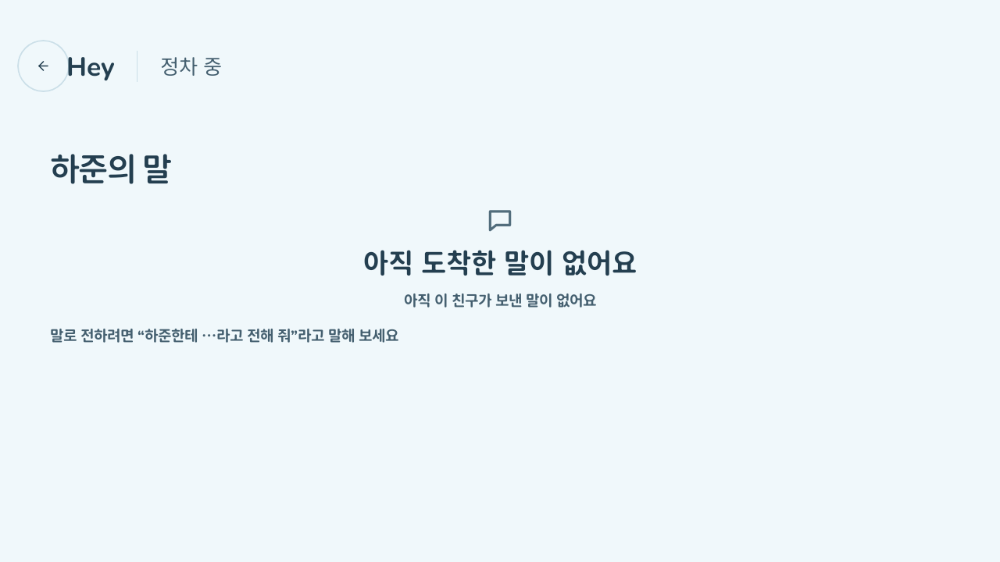 Hey
정차 중
하준의 말
아직 도착한 말이 없어요
아직 이 친구가 보낸 말이 없어요
말로 전하려면 “하준한테 …라고 전해 줘”라고 말해 보세요